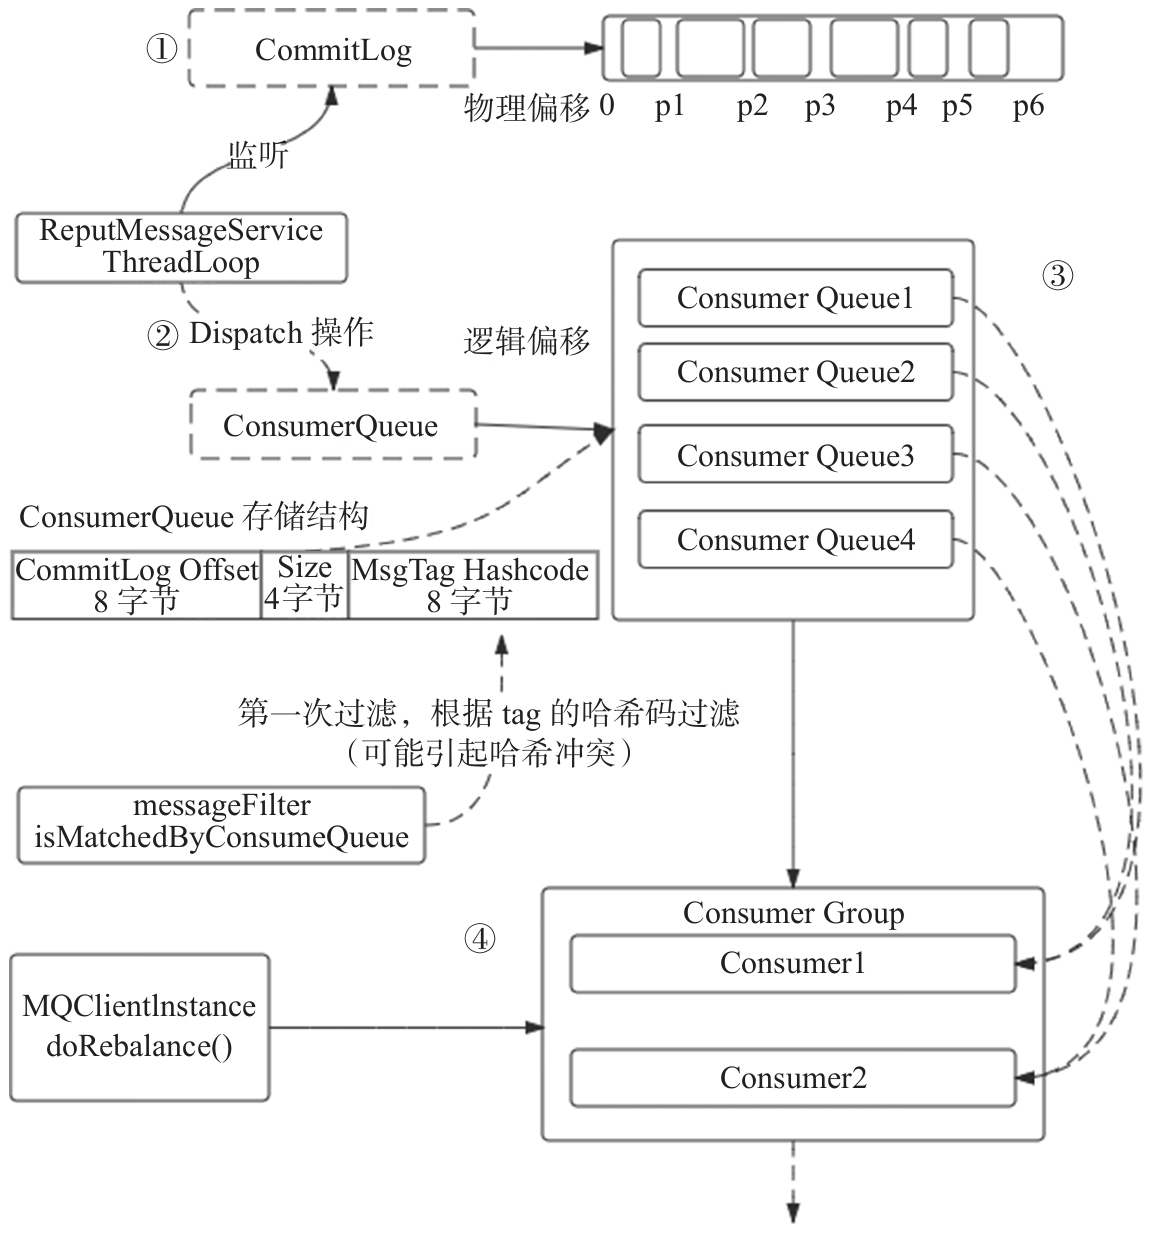 ①
CommitLog
物理偏移 0 p1 p2 p3 p4 p5 p6
监听
ReputMessageService
ThreadLoop
② Dispatch 操作
ConsumerQueue
逻辑偏移
③
Consumer Queue1
Consumer Queue2
Consumer Queue3
Consumer Queue4
ConsumerQueue 存储结构
CommitLog Offset
8 字节
Size
4字节
MsgTag Hashcode
8 字节
第一次过滤，根据 tag 的哈希码过滤
（可能引起哈希冲突）
messageFilter
isMatchedByConsumeQueue
④
MQClientlnstance
doRebalance()
Consumer Group
Consumer1
Consumer2